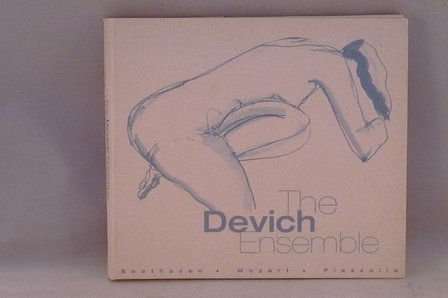 The
Devich
Ensemble
Beethoven • Mozart • Piazzolla